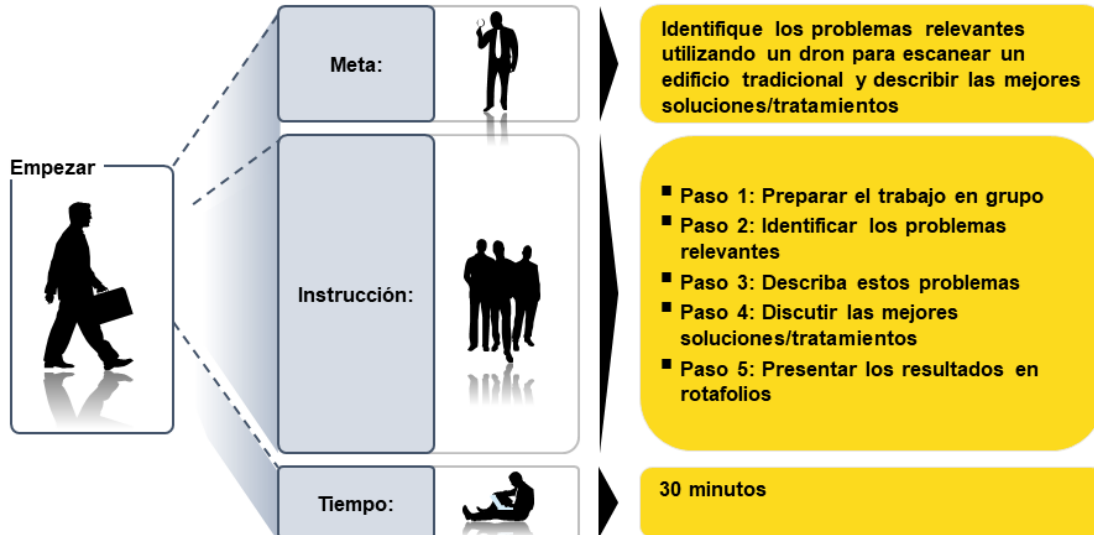 Empezar
Meta:
Identifique los problemas relevantes
utilizando un dron para escanear un
edificio tradicional y describir las mejores
soluciones/tratamientos
Instrucción:
▪ Paso 1: Preparar el trabajo en grupo
▪ Paso 2: Identificar los problemas
relevantes
▪ Paso 3: Describa estos problemas
▪ Paso 4: Discutir las mejores
soluciones/tratamientos
▪ Paso 5: Presentar los resultados en
rotafolios
Tiempo:
30 minutos